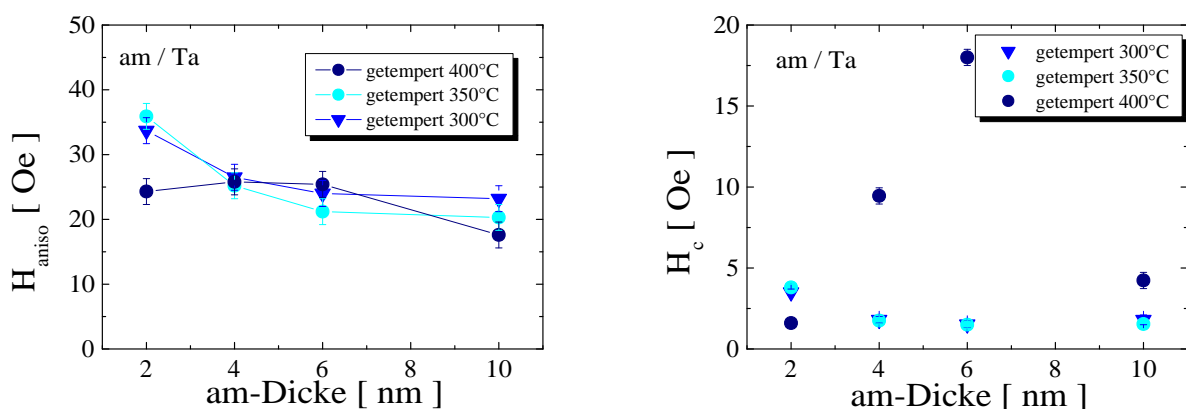 50
40
30
20
10
0
H_aniso [ Oe]
am / Ta
getempert 400°C
getempert 350°C
getempert 300°C
2 4 6 8 10
am-Dicke [ nm]
20
15
10
5
0
H_c [ Oe]
am / Ta
getempert 300°C
getempert 350°C
getempert 400°C
2 4 6 8 10
am-Dicke [ nm]